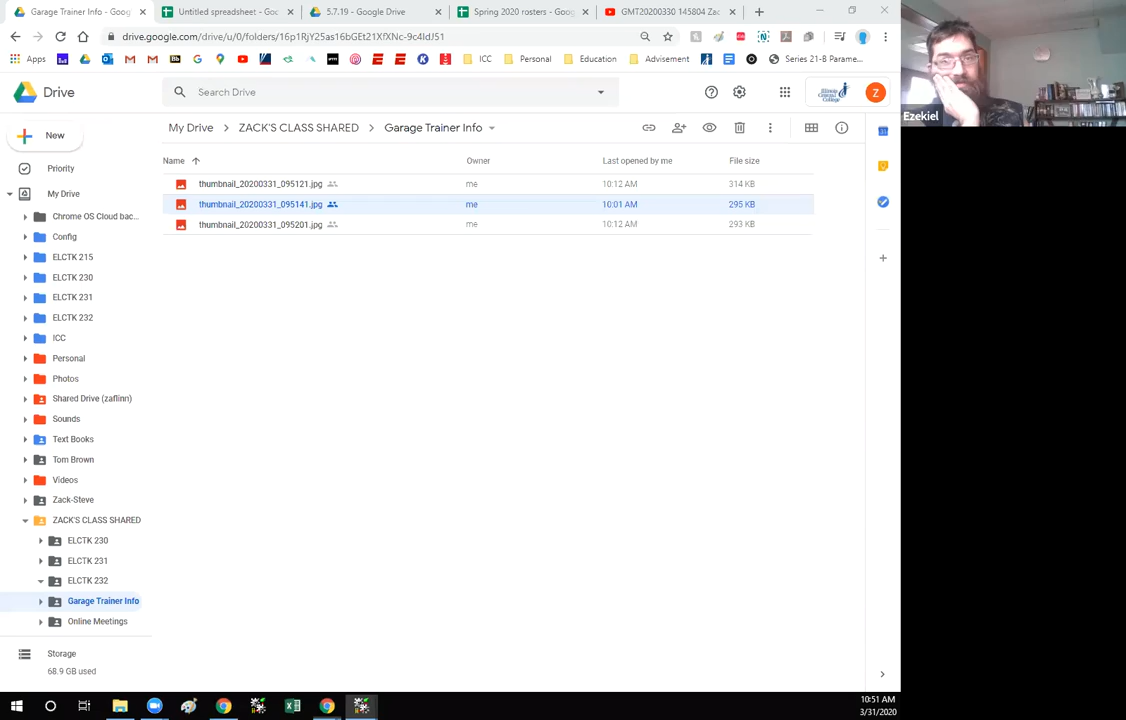 Garage Trainer Info - Goog
Untitled spreadsheet - Goo
5.7.19 - Google Drive
Spring 2020 rosters - Goog
GMT20200330 145804 Zac
drive.google.com/drive/u/0/folders/16p1RjY25as16bGEt21XfXNc-9c4IdJ51
Apps
ICC
Personal
Education
Advisement
Series 21-B Parame...
Drive
Search Drive
Illinois Central College
Z
New
My Drive > ZACK'S CLASS SHARED > Garage Trainer Info
Name Owner Last opened by me File size
thumbnail_20200331_095121.jpg me 10:12 AM 314 KB
thumbnail_20200331_095141.jpg me 10:01 AM 295 KB
thumbnail_20200331_095201.jpg me 10:12 AM 293 KB
Priority
My Drive
Chrome OS Cloud bac...
Config
ELCTK 215
ELCTK 230
ELCTK 231
ELCTK 232
ICC
Personal
Photos
Shared Drive (zaflinn)
Sounds
Text Books
Tom Brown
Videos
Zack-Steve
ZACK'S CLASS SHARED
ELCTK 230
ELCTK 231
ELCTK 232
Garage Trainer Info
Online Meetings
Storage
68.9 GB used
Ezekiel
10:51 AM
3/31/2020